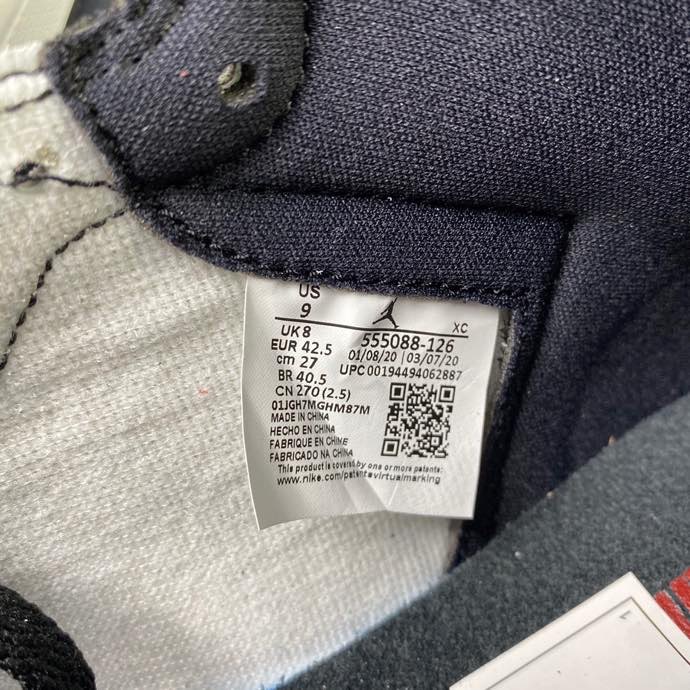 US
9
XC
UK 8
555088-126
EUR 42.5
01/08/20 | 03/07/20
cm 27
UPC 00194494062887
BR 40.5
CN 270 (2.5)
01JGH7MGHM87M
MADE IN CHINA
HECHO EN CHINA
FABRIQUE EN CHINE
FABRICADO NA CHINA
This product is covered by one or more patents:
www.nike.com/patentsvirtualmarking